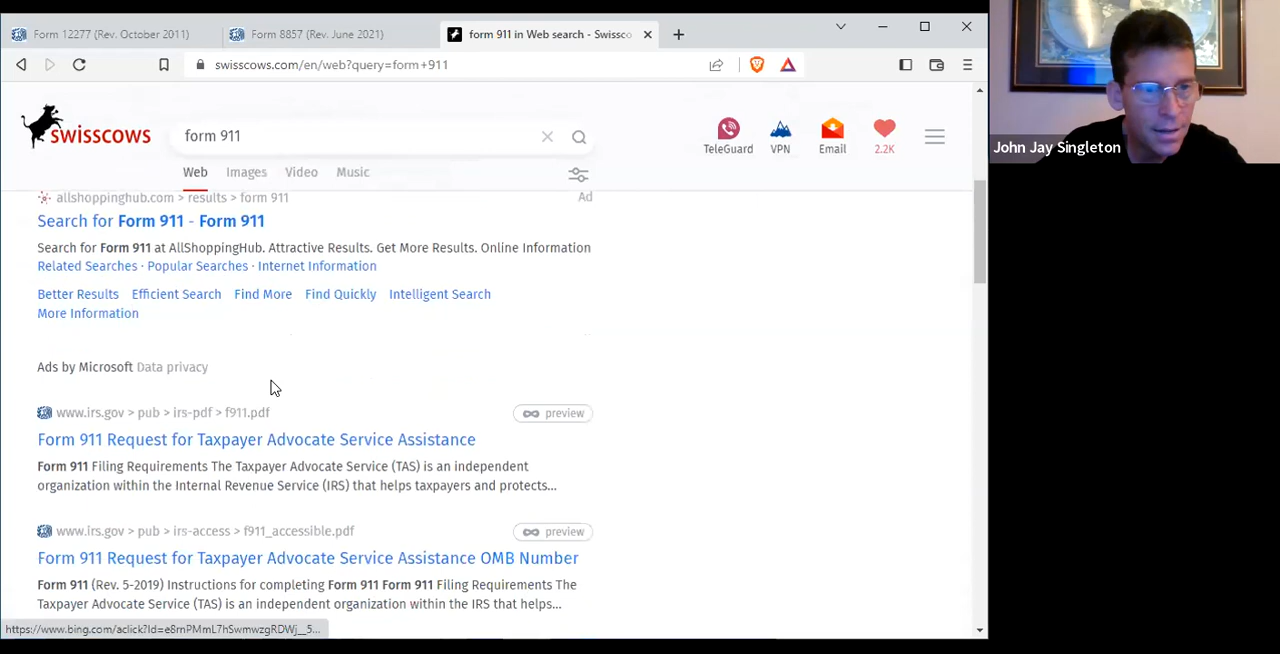 Form 12277 (Rev. October 2011)
Form 8857 (Rev. June 2021)
form 911 in Web search - Swissco
swisscows.com/en/web?query=form+911
swisscows
form 911
TeleGuard
VPN
Email
2.2K
Web
Images
Video
Music
John Jay Singleton
allshoppinghub.com > results > form 911
Ad
Search for Form 911 - Form 911
Search for Form 911 at AllShoppingHub. Attractive Results. Get More Results. Online Information
Related Searches · Popular Searches · Internet Information
Better Results Efficient Search Find More Find Quickly Intelligent Search
More Information
Ads by Microsoft Data privacy
www.irs.gov > pub > irs-pdf > f911.pdf
preview
Form 911 Request for Taxpayer Advocate Service Assistance
Form 911 Filing Requirements The Taxpayer Advocate Service (TAS) is an independent
organization within the Internal Revenue Service (IRS) that helps taxpayers and protects...
www.irs.gov > pub > irs-access > f911_accessible.pdf
preview
Form 911 Request for Taxpayer Advocate Service Assistance OMB Number
Form 911 (Rev. 5-2019) Instructions for completing Form 911 Form 911 Filing Requirements The
Taxpayer Advocate Service (TAS) is an independent organization within the IRS that helps...
https://www.bing.com/aclick?ld=e8rnPMmL7hSwmwzgRDWj__5...